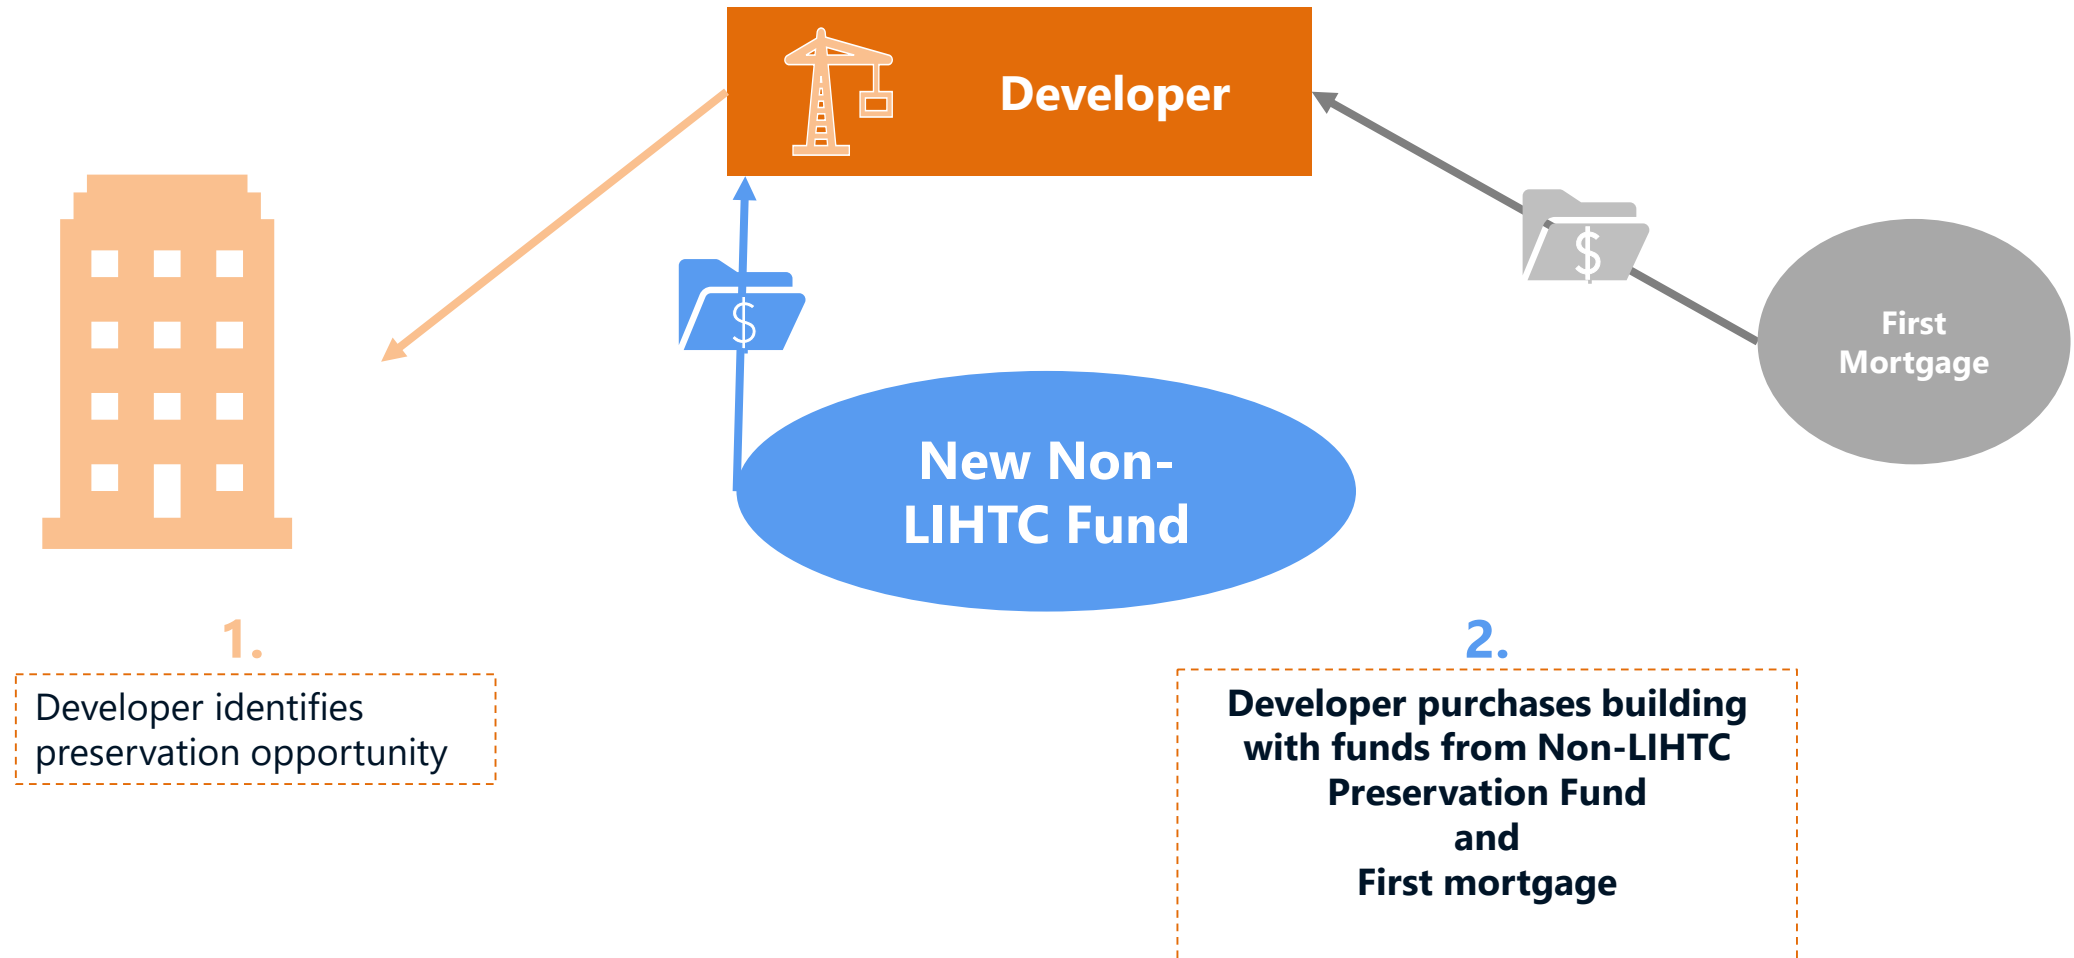 Developer
$
$
First
Mortgage
New Non-
LIHTC Fund
1.
Developer identifies
preservation opportunity
2.
Developer purchases building
with funds from Non-LIHTC
Preservation Fund
and
First mortgage